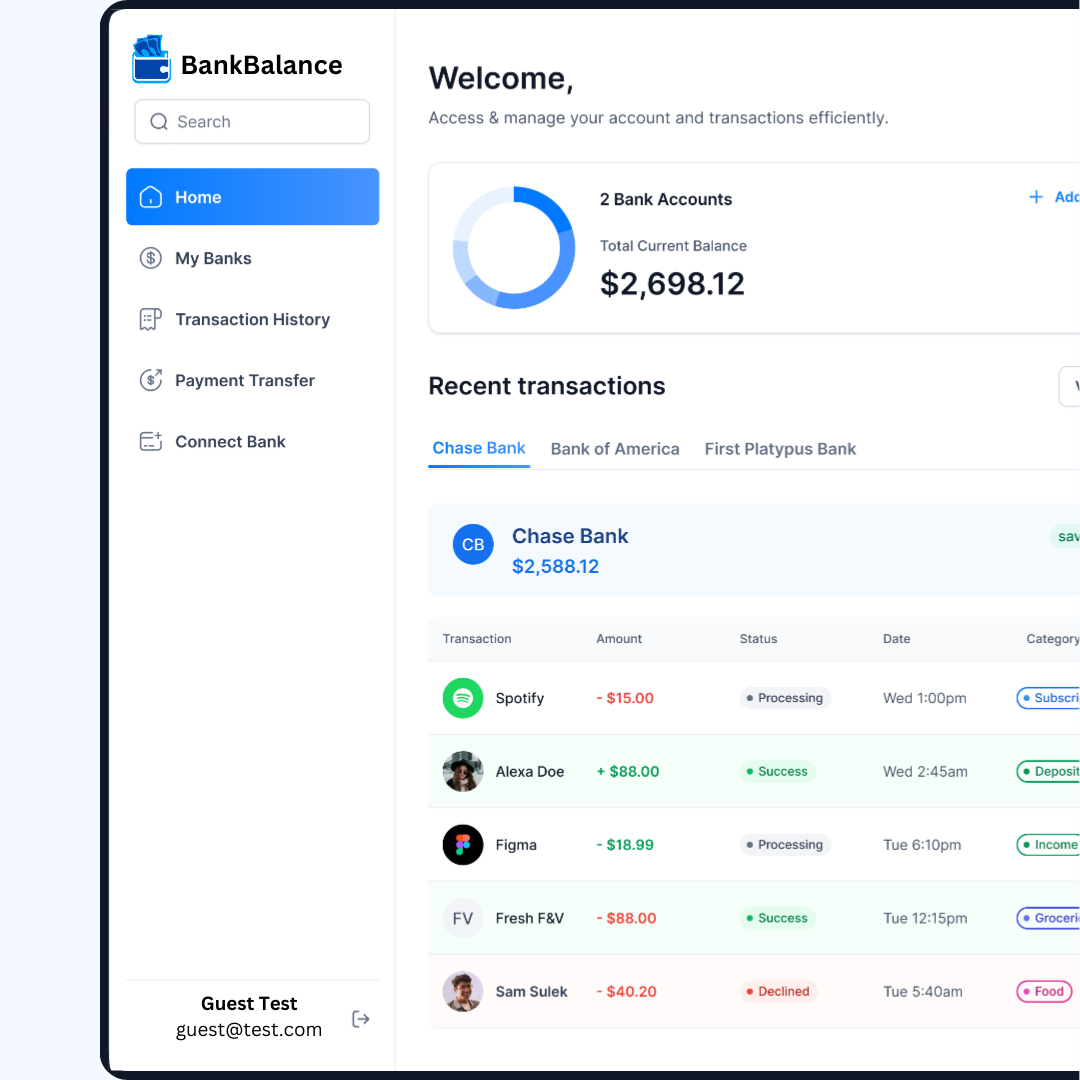 BankBalance
Search
Home
My Banks
Transaction History
Payment Transfer
Connect Bank
Guest Test
guest@test.com
Welcome,
Access & manage your account and transactions efficiently.
2 Bank Accounts
Total Current Balance
$2,698.12
Recent transactions
Chase Bank Bank of America First Platypus Bank
CB
Chase Bank
$2,588.12
Transaction Amount Status Date Category
Spotify - $15.00 Processing Wed 1:00pm
Alexa Doe + $88.00 Success Wed 2:45am Deposit
Figma - $18.99 Processing Tue 6:10pm Income
FV Fresh F&V - $88.00 Success Tue 12:15pm
Sam Sulek - $40.20 Declined Tue 5:40am Food